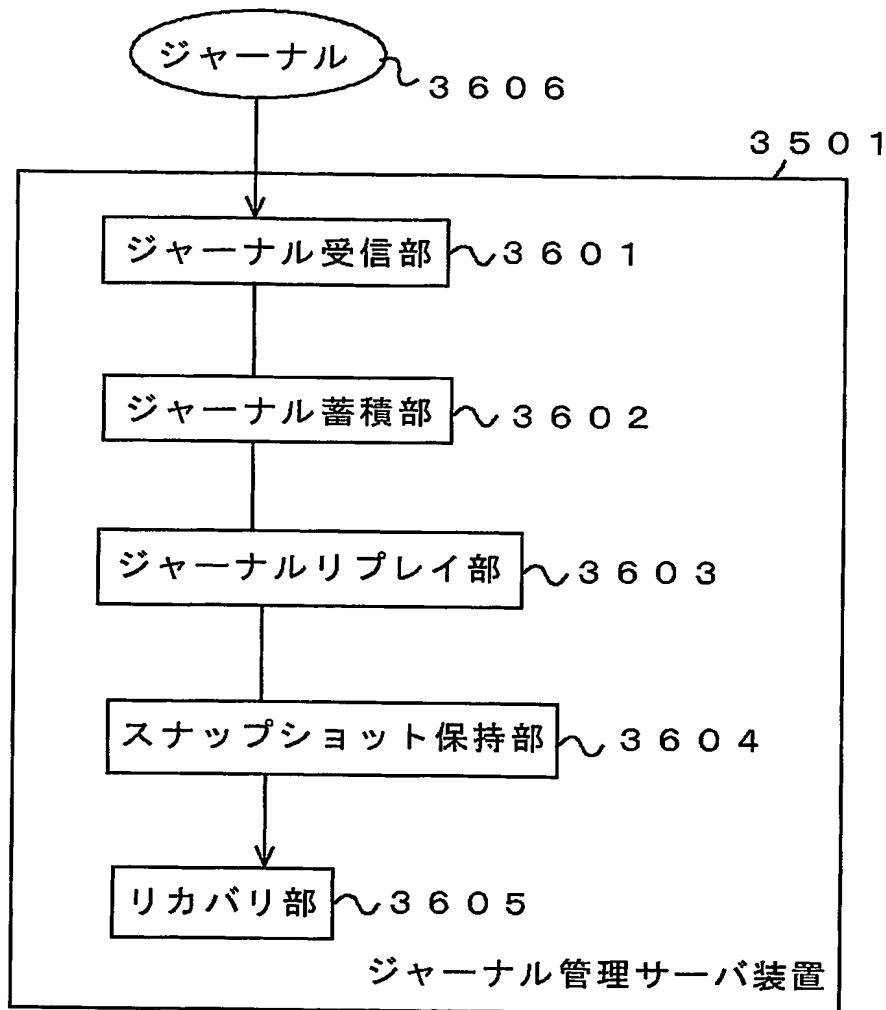 ジャーナル
3606
3501
ジャーナル受信部
3601
ジャーナル蓄積部
3602
ジャーナルリプレイ部
3603
スナップショット保持部
3604
リカバリ部
3605
ジャーナル管理サーバ装置